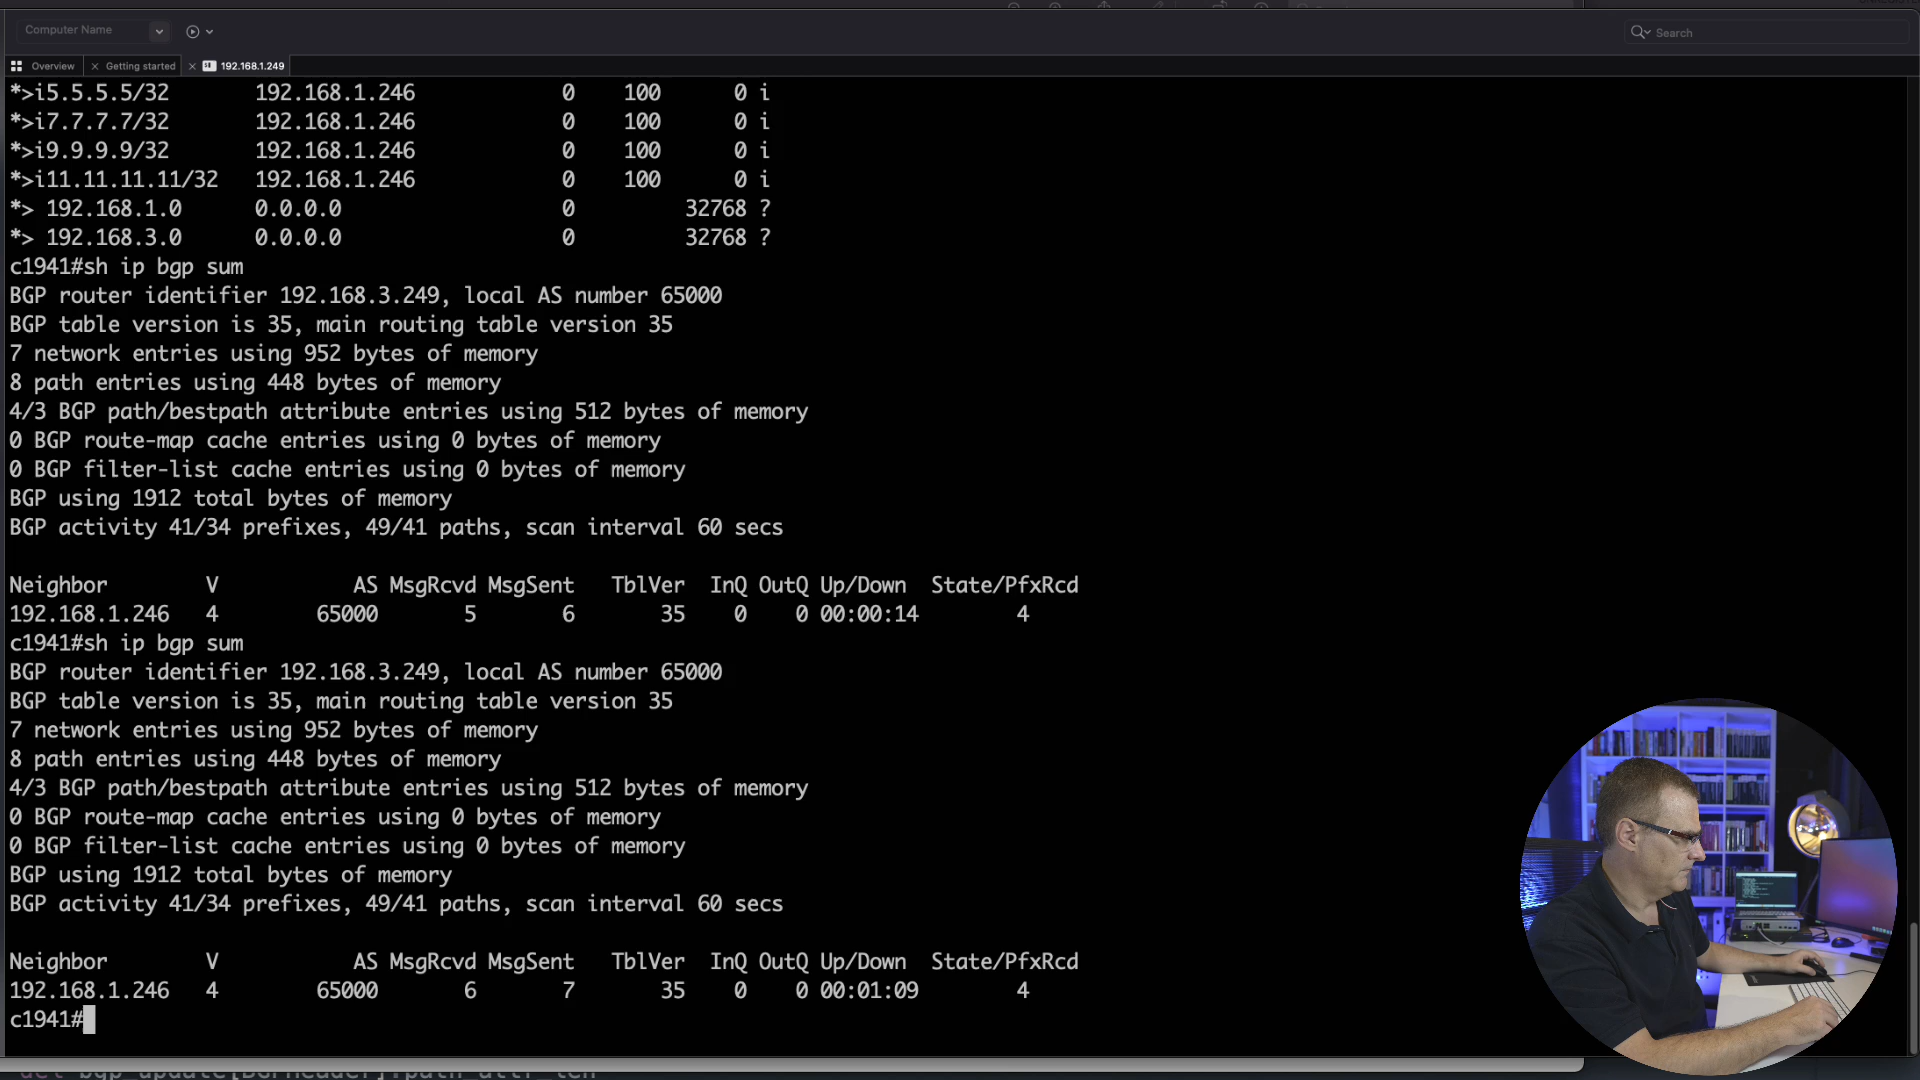 Computer Name
Search
Overview
Getting started
192.168.1.249
*>i5.5.5.5/32       192.168.1.246            0    100      0 i
*>i7.7.7.7/32       192.168.1.246            0    100      0 i
*>i9.9.9.9/32       192.168.1.246            0    100      0 i
*>i11.11.11.11/32   192.168.1.246            0    100      0 i
*> 192.168.1.0      0.0.0.0                  0         32768 ?
*> 192.168.3.0      0.0.0.0                  0         32768 ?
c1941#sh ip bgp sum
BGP router identifier 192.168.3.249, local AS number 65000
BGP table version is 35, main routing table version 35
7 network entries using 952 bytes of memory
8 path entries using 448 bytes of memory
4/3 BGP path/bestpath attribute entries using 512 bytes of memory
0 BGP route-map cache entries using 0 bytes of memory
0 BGP filter-list cache entries using 0 bytes of memory
BGP using 1912 total bytes of memory
BGP activity 41/34 prefixes, 49/41 paths, scan interval 60 secs
Neighbor        V           AS MsgRcvd MsgSent   TblVer  InQ OutQ Up/Down  State/PfxRcd
192.168.1.246   4        65000       5       6       35    0    0 00:00:14        4
c1941#sh ip bgp sum
BGP router identifier 192.168.3.249, local AS number 65000
BGP table version is 35, main routing table version 35
7 network entries using 952 bytes of memory
8 path entries using 448 bytes of memory
4/3 BGP path/bestpath attribute entries using 512 bytes of memory
0 BGP route-map cache entries using 0 bytes of memory
0 BGP filter-list cache entries using 0 bytes of memory
BGP using 1912 total bytes of memory
BGP activity 41/34 prefixes, 49/41 paths, scan interval 60 secs
Neighbor        V           AS MsgRcvd MsgSent   TblVer  InQ OutQ Up/Down  State/PfxRcd
192.168.1.246   4        65000       6       7       35    0    0 00:01:09        4
c1941#